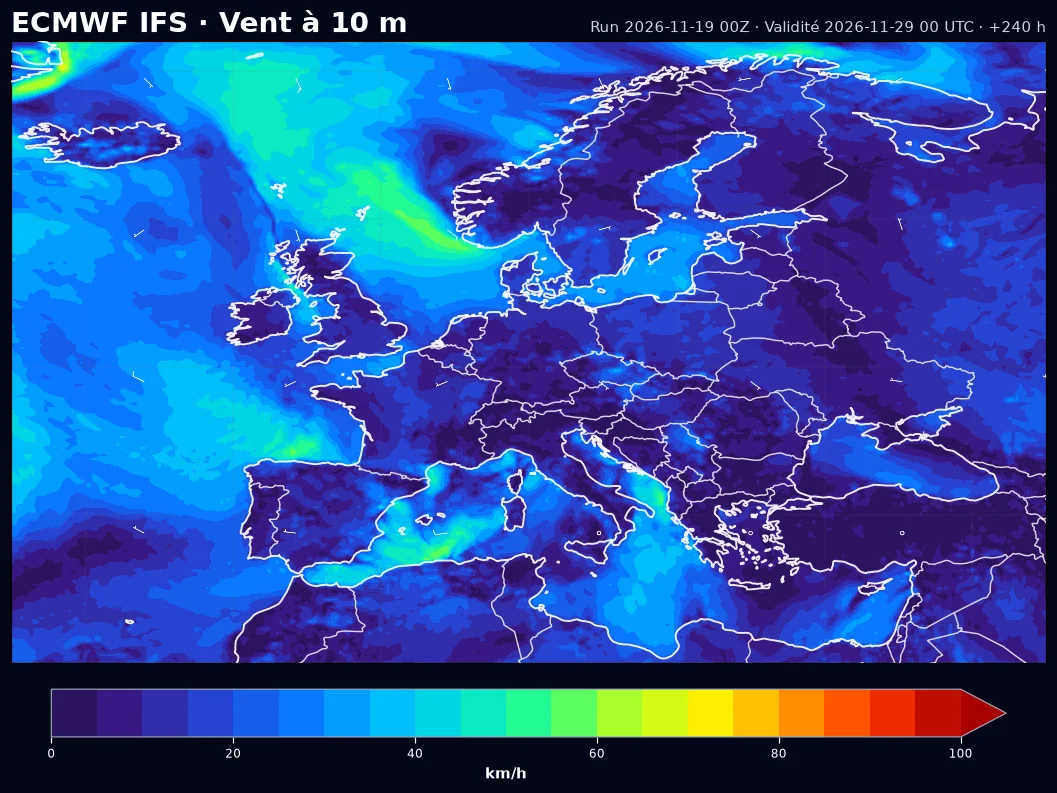 ECMWF IFS · Vent à 10 m
Run 2026-11-19 00Z · Validité 2026-11-29 00 UTC · +240 h
0 20 40 60 80 100
km/h